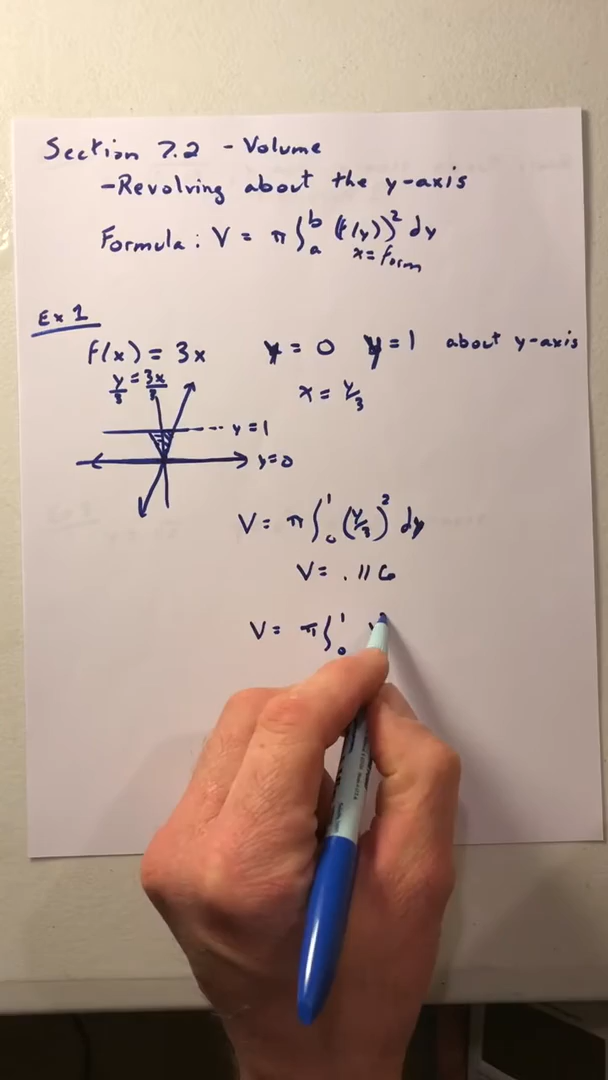 Section 7.2 - Volume
- Revolving about the y-axis
Formula: V = π∫ₐᵇ (f(y))² dy
x = form
Ex 1
f(x) = 3x y = 0 y = 1 about y-axis
y/3 = 3x/3 x = y/3
y = 1
y = 0
V = π∫₀¹ (y/3)² dy
V = .116
V = π∫₀¹ y